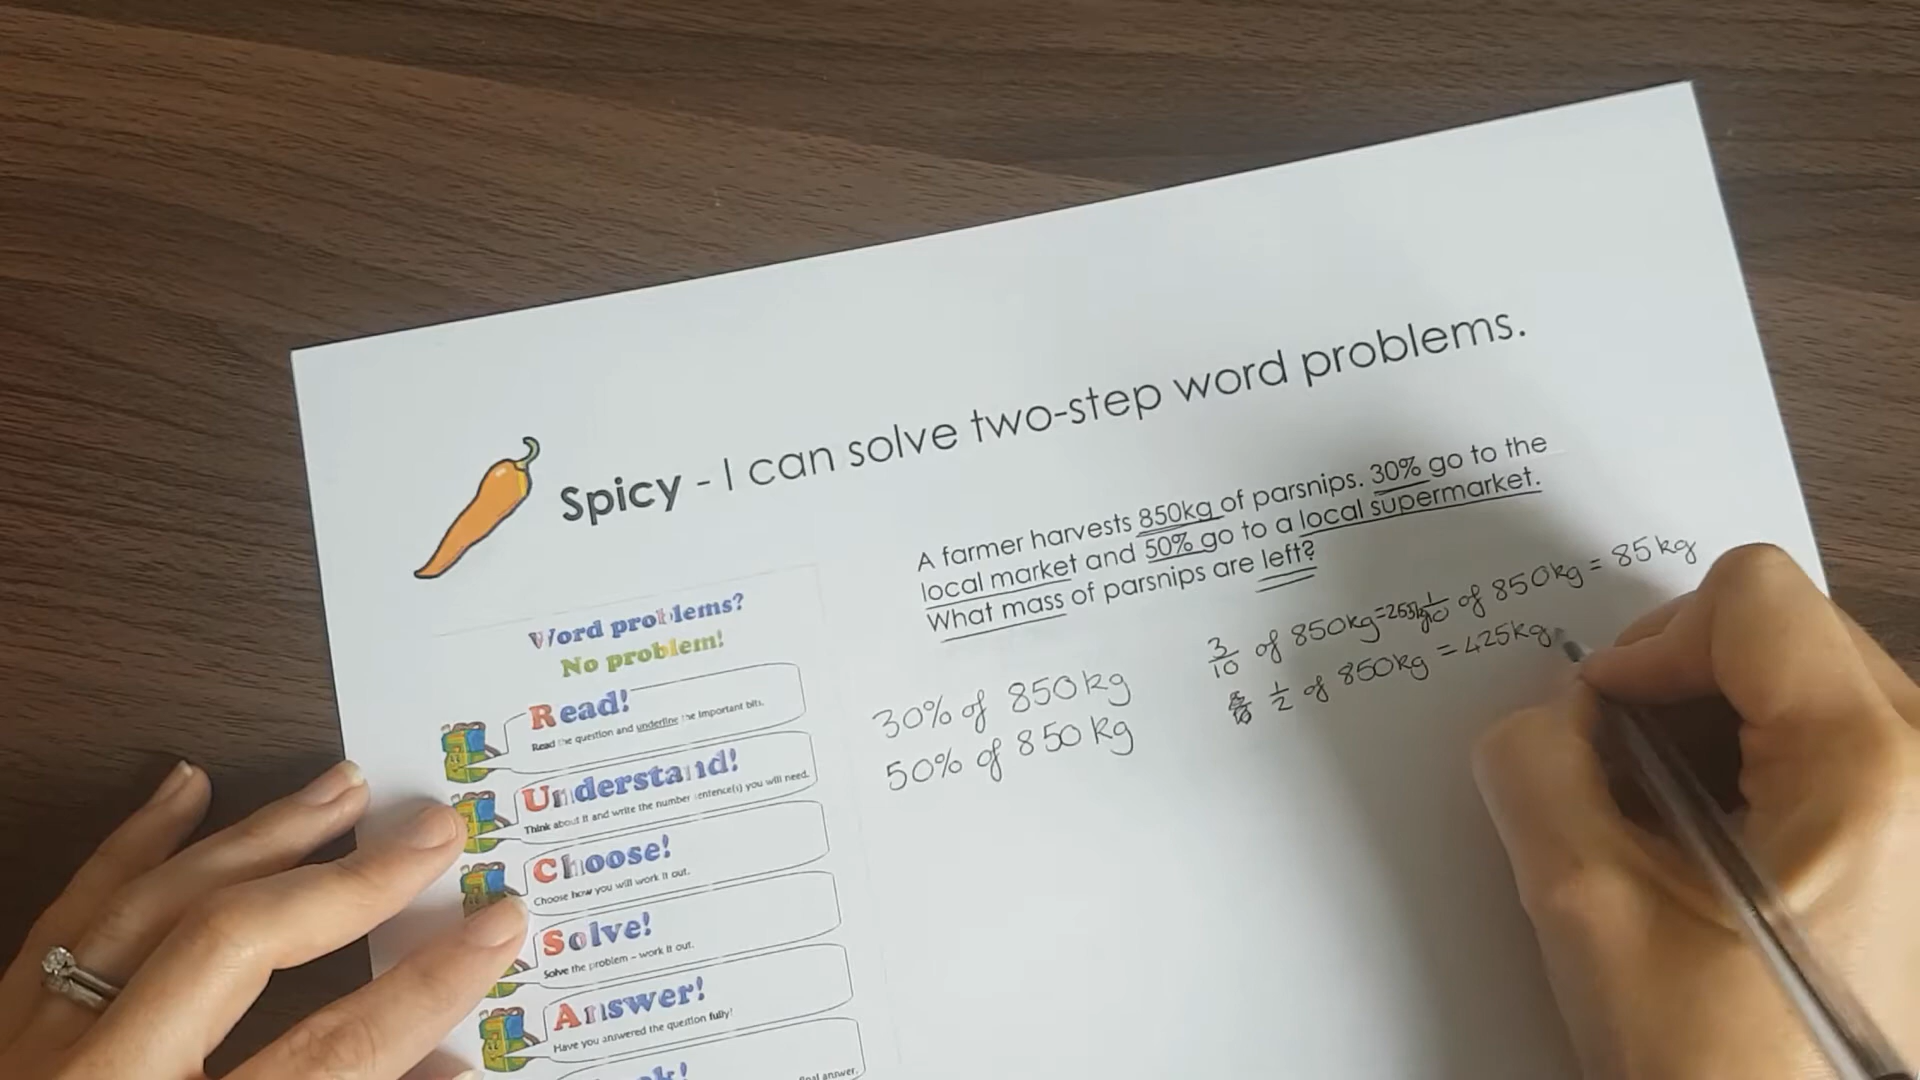 Spicy - I can solve two-step word problems.
A farmer harvests 850kg of parsnips. 30% go to the
local market and 50% go to a local supermarket.
What mass of parsnips are left?
30% of 850kg
50% of 850kg
3/10 of 850kg=265kg 1/10 of 850kg = 85kg
1/2 of 850kg = 425kg
Word problems?
No problem!
Read!
Read the question and underline the important bits.
Understand!
Think about it and write the number sentence(s) you will need.
Choose!
Choose how you will work it out.
Solve!
Solve the problem – work it out.
Answer!
Have you answered the question fully!
final answer.